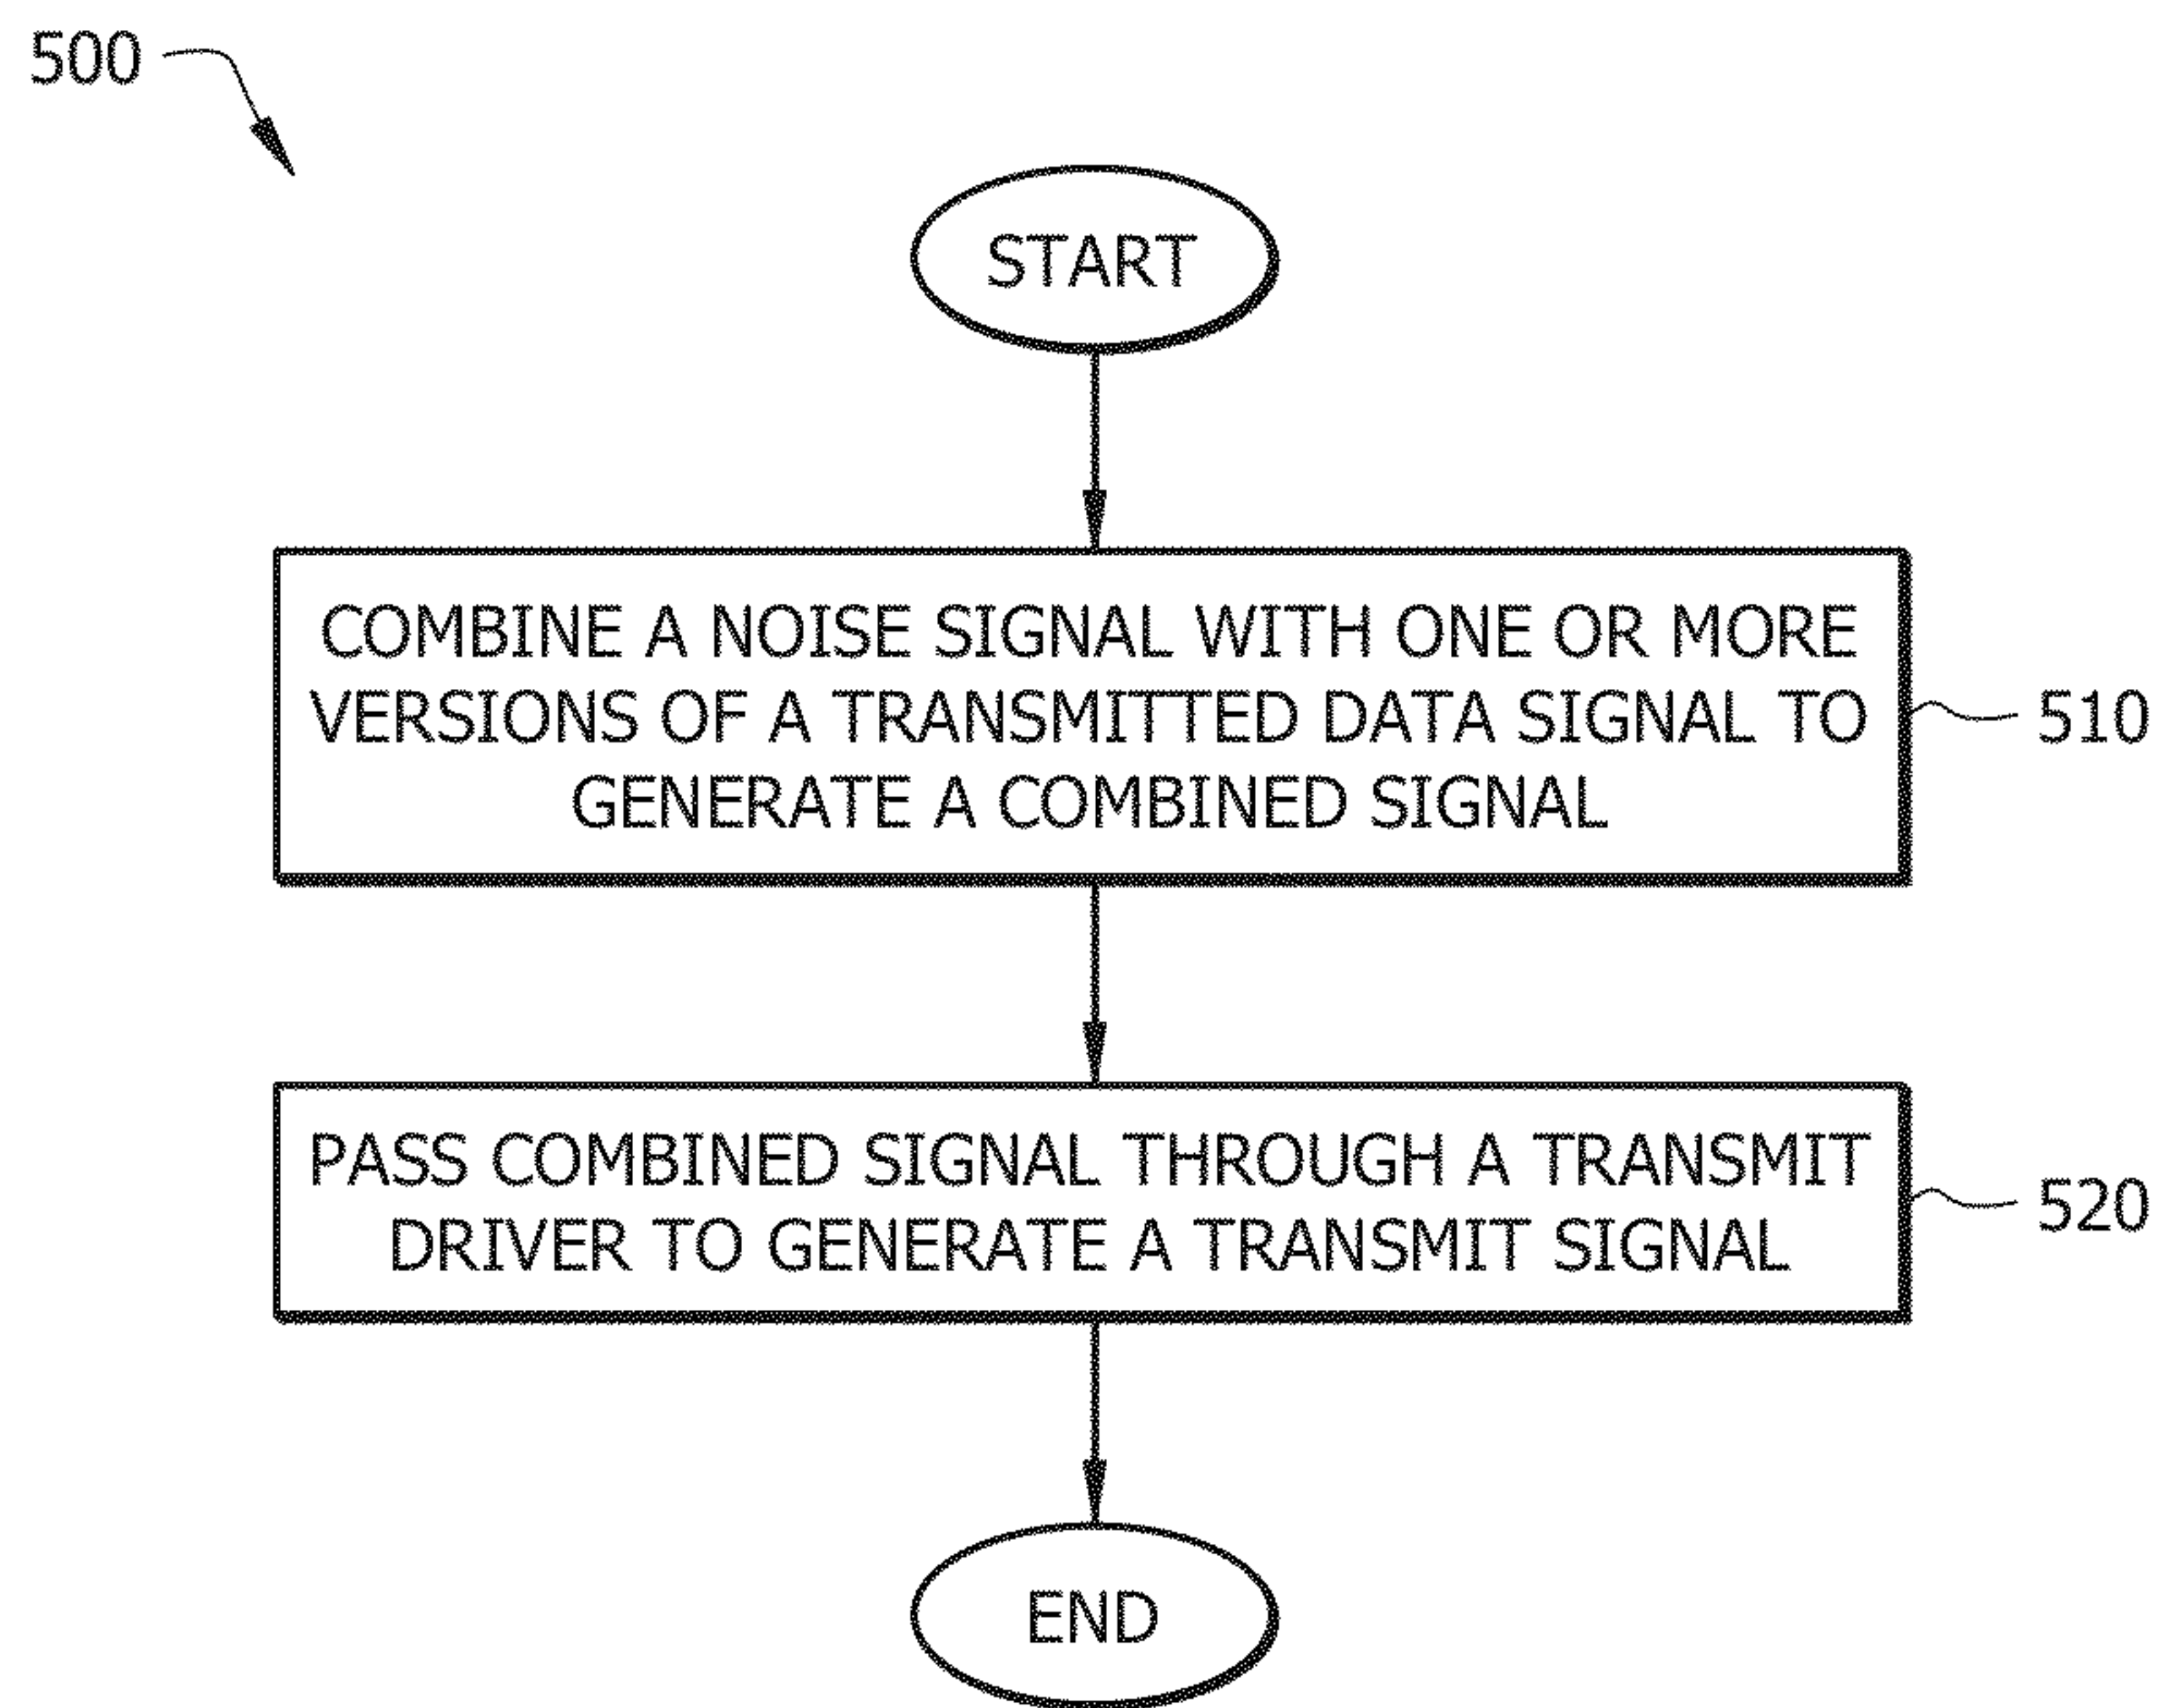 500
START
COMBINE A NOISE SIGNAL WITH ONE OR MORE
VERSIONS OF A TRANSMITTED DATA SIGNAL TO
GENERATE A COMBINED SIGNAL
510
PASS COMBINED SIGNAL THROUGH A TRANSMIT
DRIVER TO GENERATE A TRANSMIT SIGNAL
520
END